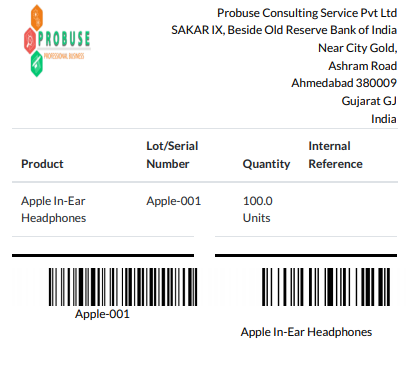 PROBUSE
PROFESSIONAL BUSINESS
Probuse Consulting Service Pvt Ltd
SAKAR IX, Beside Old Reserve Bank of India
Near City Gold,
Ashram Road
Ahmedabad 380009
Gujarat GJ
India
Product Lot/Serial Number Quantity Internal Reference
Apple In-Ear Headphones Apple-001 100.0 Units
Apple-001
Apple In-Ear Headphones